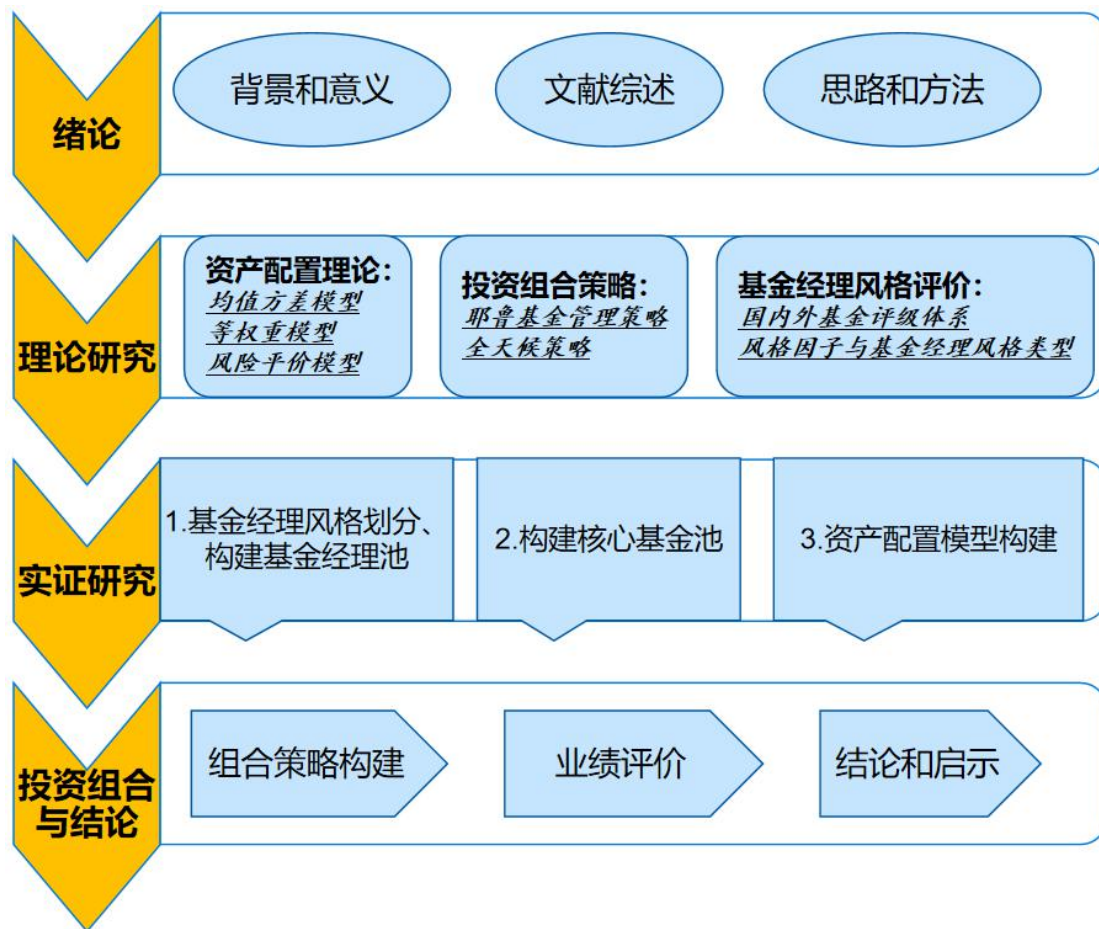 绪论
背景和意义
文献综述
思路和方法
理论研究
资产配置理论：
均值方差模型
等权重模型
风险平价模型
投资组合策略：
耶鲁基金管理策略
全天候策略
基金经理风格评价：
国内外基金评级体系
风格因子与基金经理风格类型
实证研究
1.基金经理风格划分、
构建基金经理池
2.构建核心基金池
3.资产配置模型构建
投资组合
与结论
组合策略构建
业绩评价
结论和启示